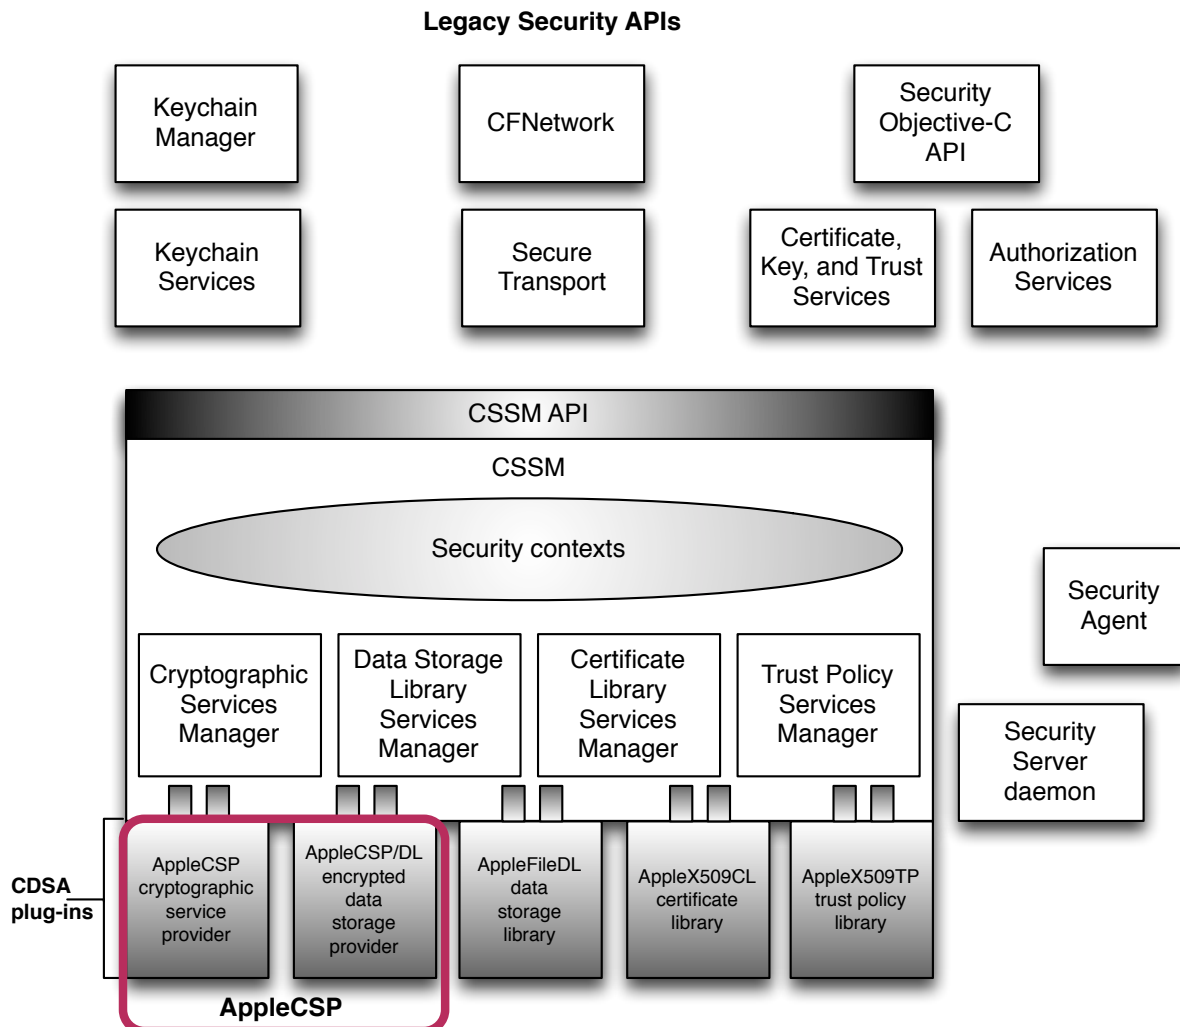 Legacy Security APIs
Keychain
Manager
CFNetwork
Security
Objective-C
API
Keychain
Services
Secure
Transport
Certificate,
Key, and Trust
Services
Authorization
Services
CSSM API
CSSM
Security contexts
Security
Agent
Cryptographic
Services
Manager
Data Storage
Library
Services
Manager
Certificate
Library
Services
Manager
Trust Policy
Services
Manager
Security
Server
daemon
CDSA
plug-ins
AppleCSP
cryptographic
service
provider
AppleCSP/DL
encrypted
data
storage
provider
AppleFileDL
data
storage
library
AppleX509CL
certificate
library
AppleX509TP
trust policy
library
AppleCSP